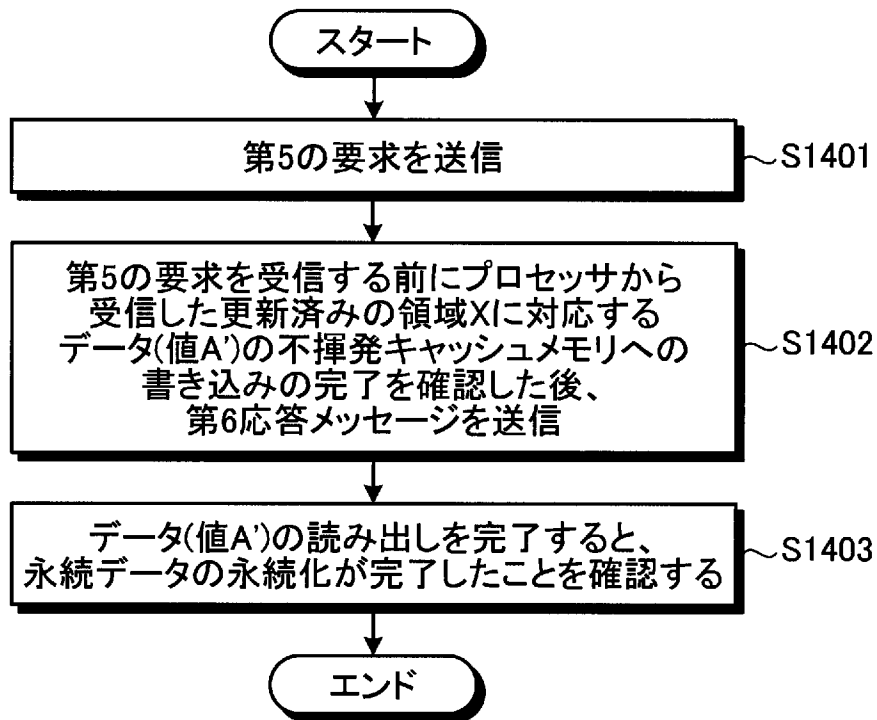 スタート
第5の要求を送信
～S1401
第5の要求を受信する前にプロセッサから
受信した更新済みの領域Xに対応する
データ(値A')の不揮発キャッシュメモリへの
書き込みの完了を確認した後、
第6応答メッセージを送信
～S1402
データ(値A')の読み出しを完了すると、
永続データの永続化が完了したことを確認する
～S1403
エンド